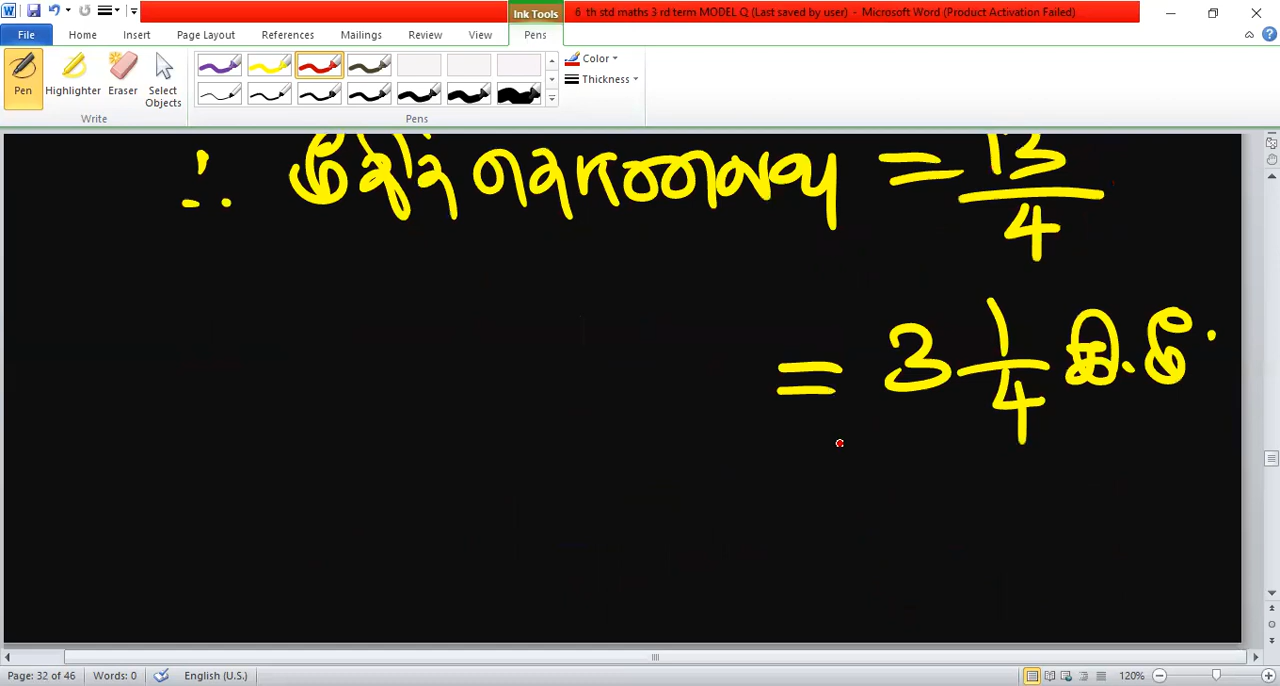 Ink Tools 6 th std maths 3 rd term MODEL Q (Last saved by user) - Microsoft Word (Product Activation Failed)
File Home Insert Page Layout References Mailings Review View Pens
Pen Highlighter Eraser Select Objects
Color
Thickness
Write Pens
∴ = 13/4
= 3 1/4 மி.மீ.
Page: 32 of 46 Words: 0 English (U.S.) 120%